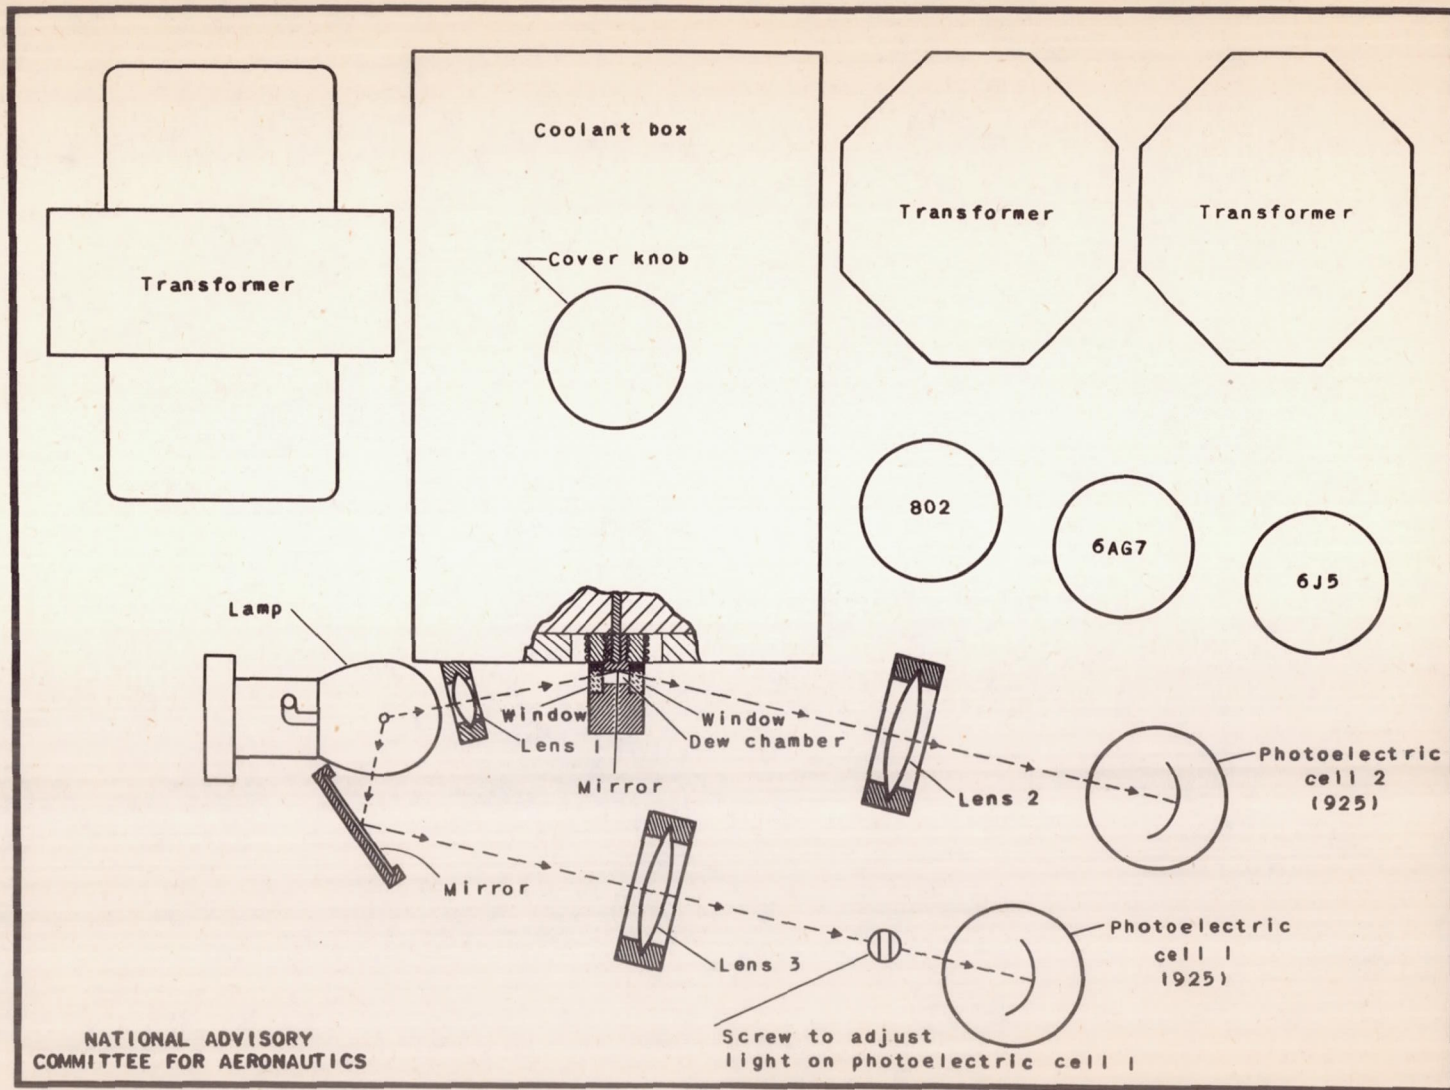 Coolant box
Transformer
Transformer
Cover knob
Transformer
802
6AG7
6J5
Lamp
Window
Lens 1
Window
Dew chamber
Mirror
Lens 2
Photoelectric
cell 2
(925)
Mirror
Lens 3
Photoelectric
cell 1
(925)
Screw to adjust
light on photoelectric cell 1
NATIONAL ADVISORY
COMMITTEE FOR AERONAUTICS